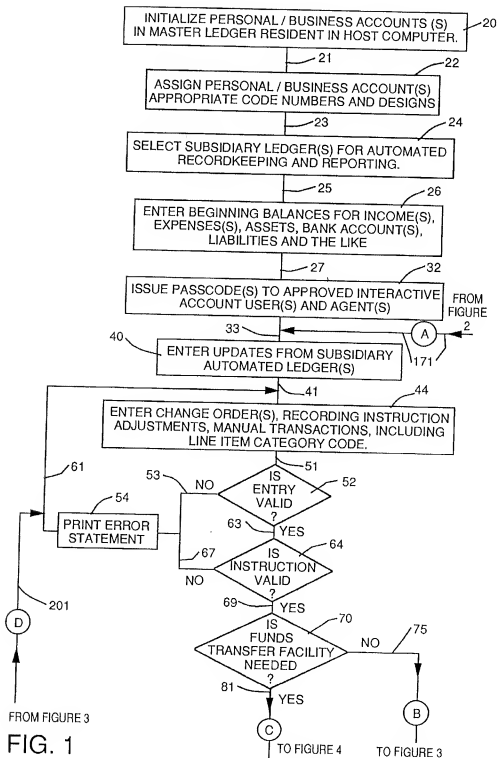 INITIALIZE PERSONAL / BUSINESS ACCOUNTS (S)
IN MASTER LEDGER RESIDENT IN HOST COMPUTER.
20
21
22
ASSIGN PERSONAL / BUSINESS ACCOUNT(S)
APPROPRIATE CODE NUMBERS AND DESIGNS
23
24
SELECT SUBSIDIARY LEDGER(S) FOR AUTOMATED
RECORDKEEPING AND REPORTING.
25
26
ENTER BEGINNING BALANCES FOR INCOME(S),
EXPENSES(S), ASSETS, BANK ACCOUNT(S),
LIABILITIES AND THE LIKE
27
32
ISSUE PASSCODE(S) TO APPROVED INTERACTIVE
ACCOUNT USER(S) AND AGENT(S)
FROM
FIGURE
2
A
33
171
40
ENTER UPDATES FROM SUBSIDIARY
AUTOMATED LEDGER(S)
41
44
ENTER CHANGE ORDER(S), RECORDING INSTRUCTION
ADJUSTMENTS, MANUAL TRANSACTIONS, INCLUDING
LINE ITEM CATEGORY CODE.
61
51
53
NO
IS
ENTRY
VALID
?
52
54
PRINT ERROR
STATEMENT
63
YES
67
NO
IS
INSTRUCTION
VALID
?
64
69
YES
201
D
FROM FIGURE 3
IS
FUNDS
TRANSFER FACILITY
NEEDED
?
70
NO
75
81
YES
C
TO FIGURE 4
B
TO FIGURE 3
FIG. 1